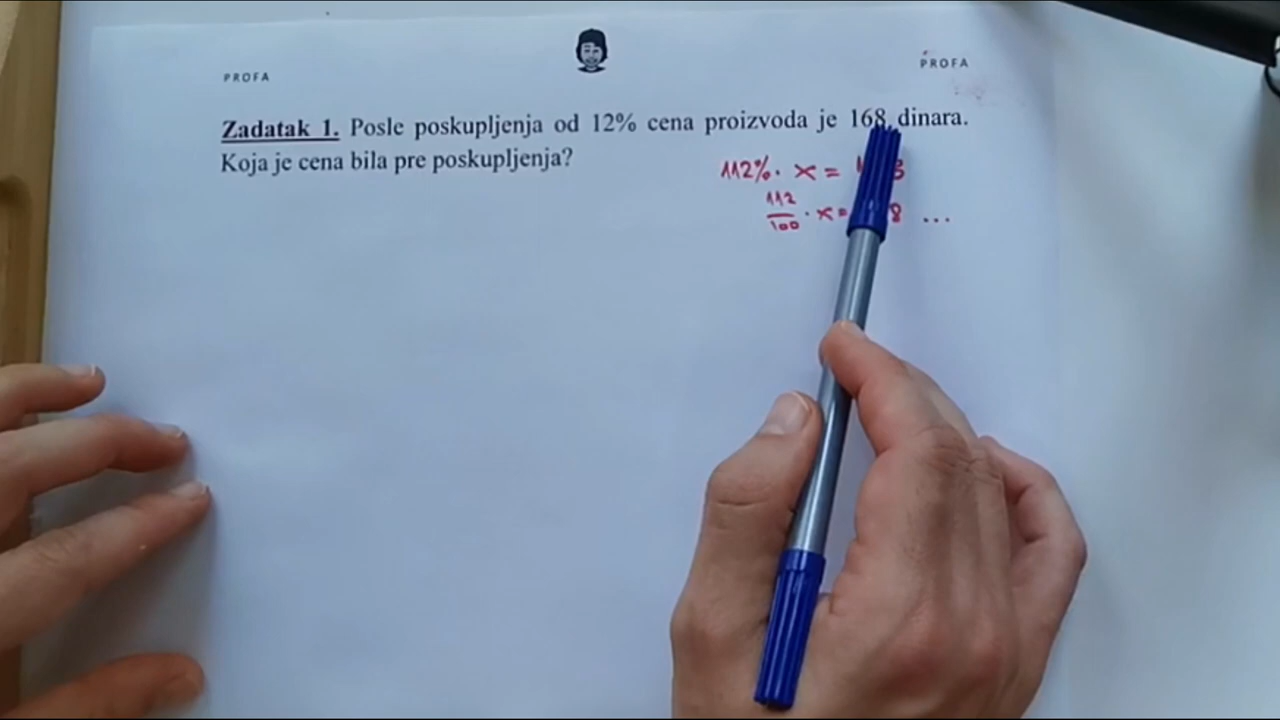 PROFA
PROFA
Zadatak 1. Posle poskupljenja od 12% cena proizvoda je 168 dinara.
Koja je cena bila pre poskupljenja?
112% · x =
112/100 · x = 8 ...